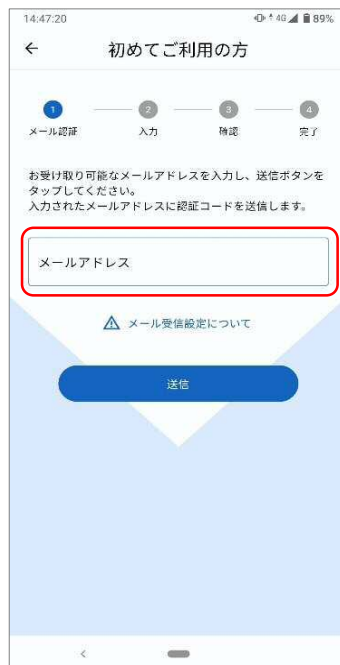 14:47:20 4G 89%
初めてご利用の方
1 2 3 4
メール認証 入力 確認 完了
お受け取り可能なメールアドレスを入力し、送信ボタンを
タップしてください。
入力されたメールアドレスに認証コードを送信します。
メールアドレス
メール受信設定について
送信